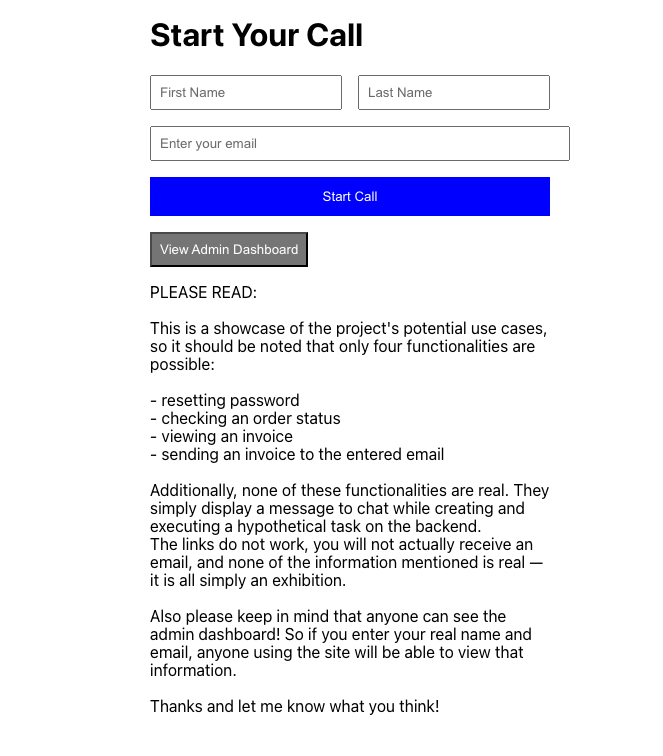 Start Your Call
First Name Last Name
Enter your email
Start Call
View Admin Dashboard
PLEASE READ:
This is a showcase of the project's potential use cases,
so it should be noted that only four functionalities are
possible:
- resetting password
- checking an order status
- viewing an invoice
- sending an invoice to the entered email
Additionally, none of these functionalities are real. They
simply display a message to chat while creating and
executing a hypothetical task on the backend.
The links do not work, you will not actually receive an
email, and none of the information mentioned is real —
it is all simply an exhibition.
Also please keep in mind that anyone can see the
admin dashboard! So if you enter your real name and
email, anyone using the site will be able to view that
information.
Thanks and let me know what you think!